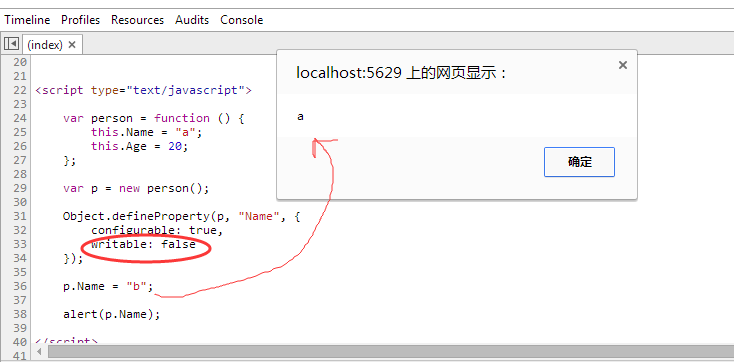 Timeline Profiles Resources Audits Console
(index) ×
20
21
22 <script type="text/javascript">
23
24 var person = function () {
25 this.Name = "a";
26 this.Age = 20;
27 };
28
29 var p = new person();
30
31 Object.defineProperty(p, "Name", {
32 configurable: true,
33 writable: false
34 });
35
36 p.Name = "b";
37
38 alert(p.Name);
39
40 </script>
41
localhost:5629 上的网页显示：
a
确定